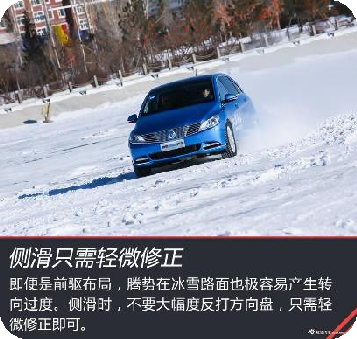 侧滑只需轻微修正
即便是前驱布局，腾势在冰雪路面也极容易产生转
向过度。侧滑时，不要大幅度反打方向盘，只需轻
微修正即可。